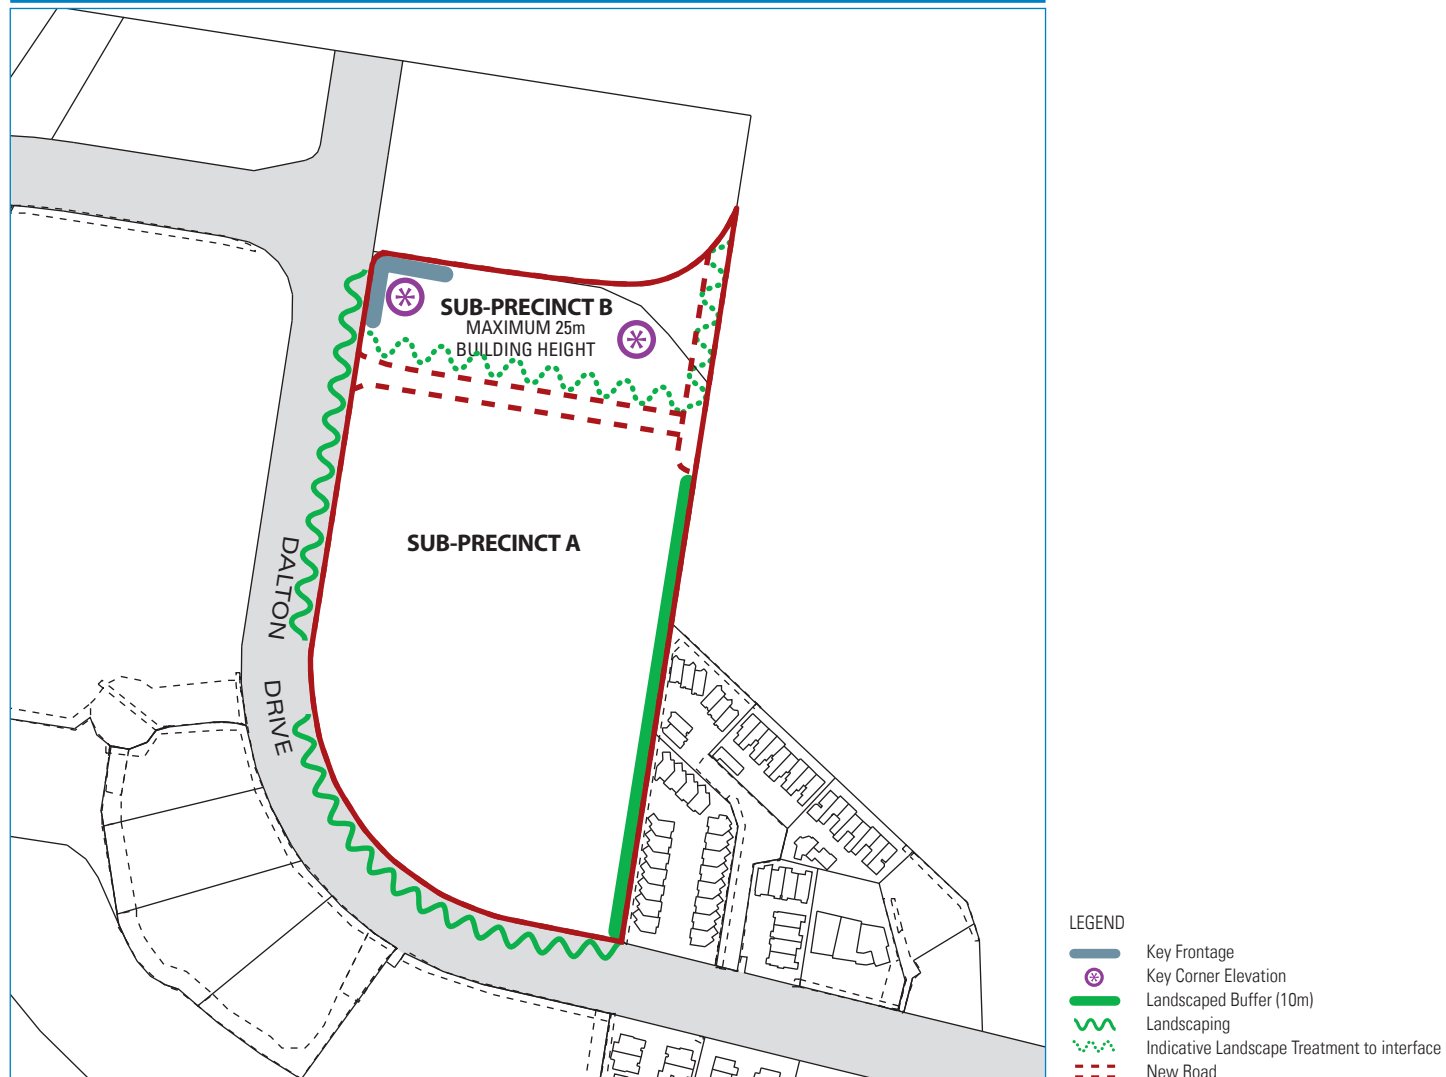 SUB-PRECINCT B
MAXIMUM 25m
BUILDING HEIGHT
SUB-PRECINCT A
DALTON
DRIVE
LEGEND
Key Frontage
Key Corner Elevation
Landscaped Buffer (10m)
Landscaping
Indicative Landscape Treatment to interface
New Road